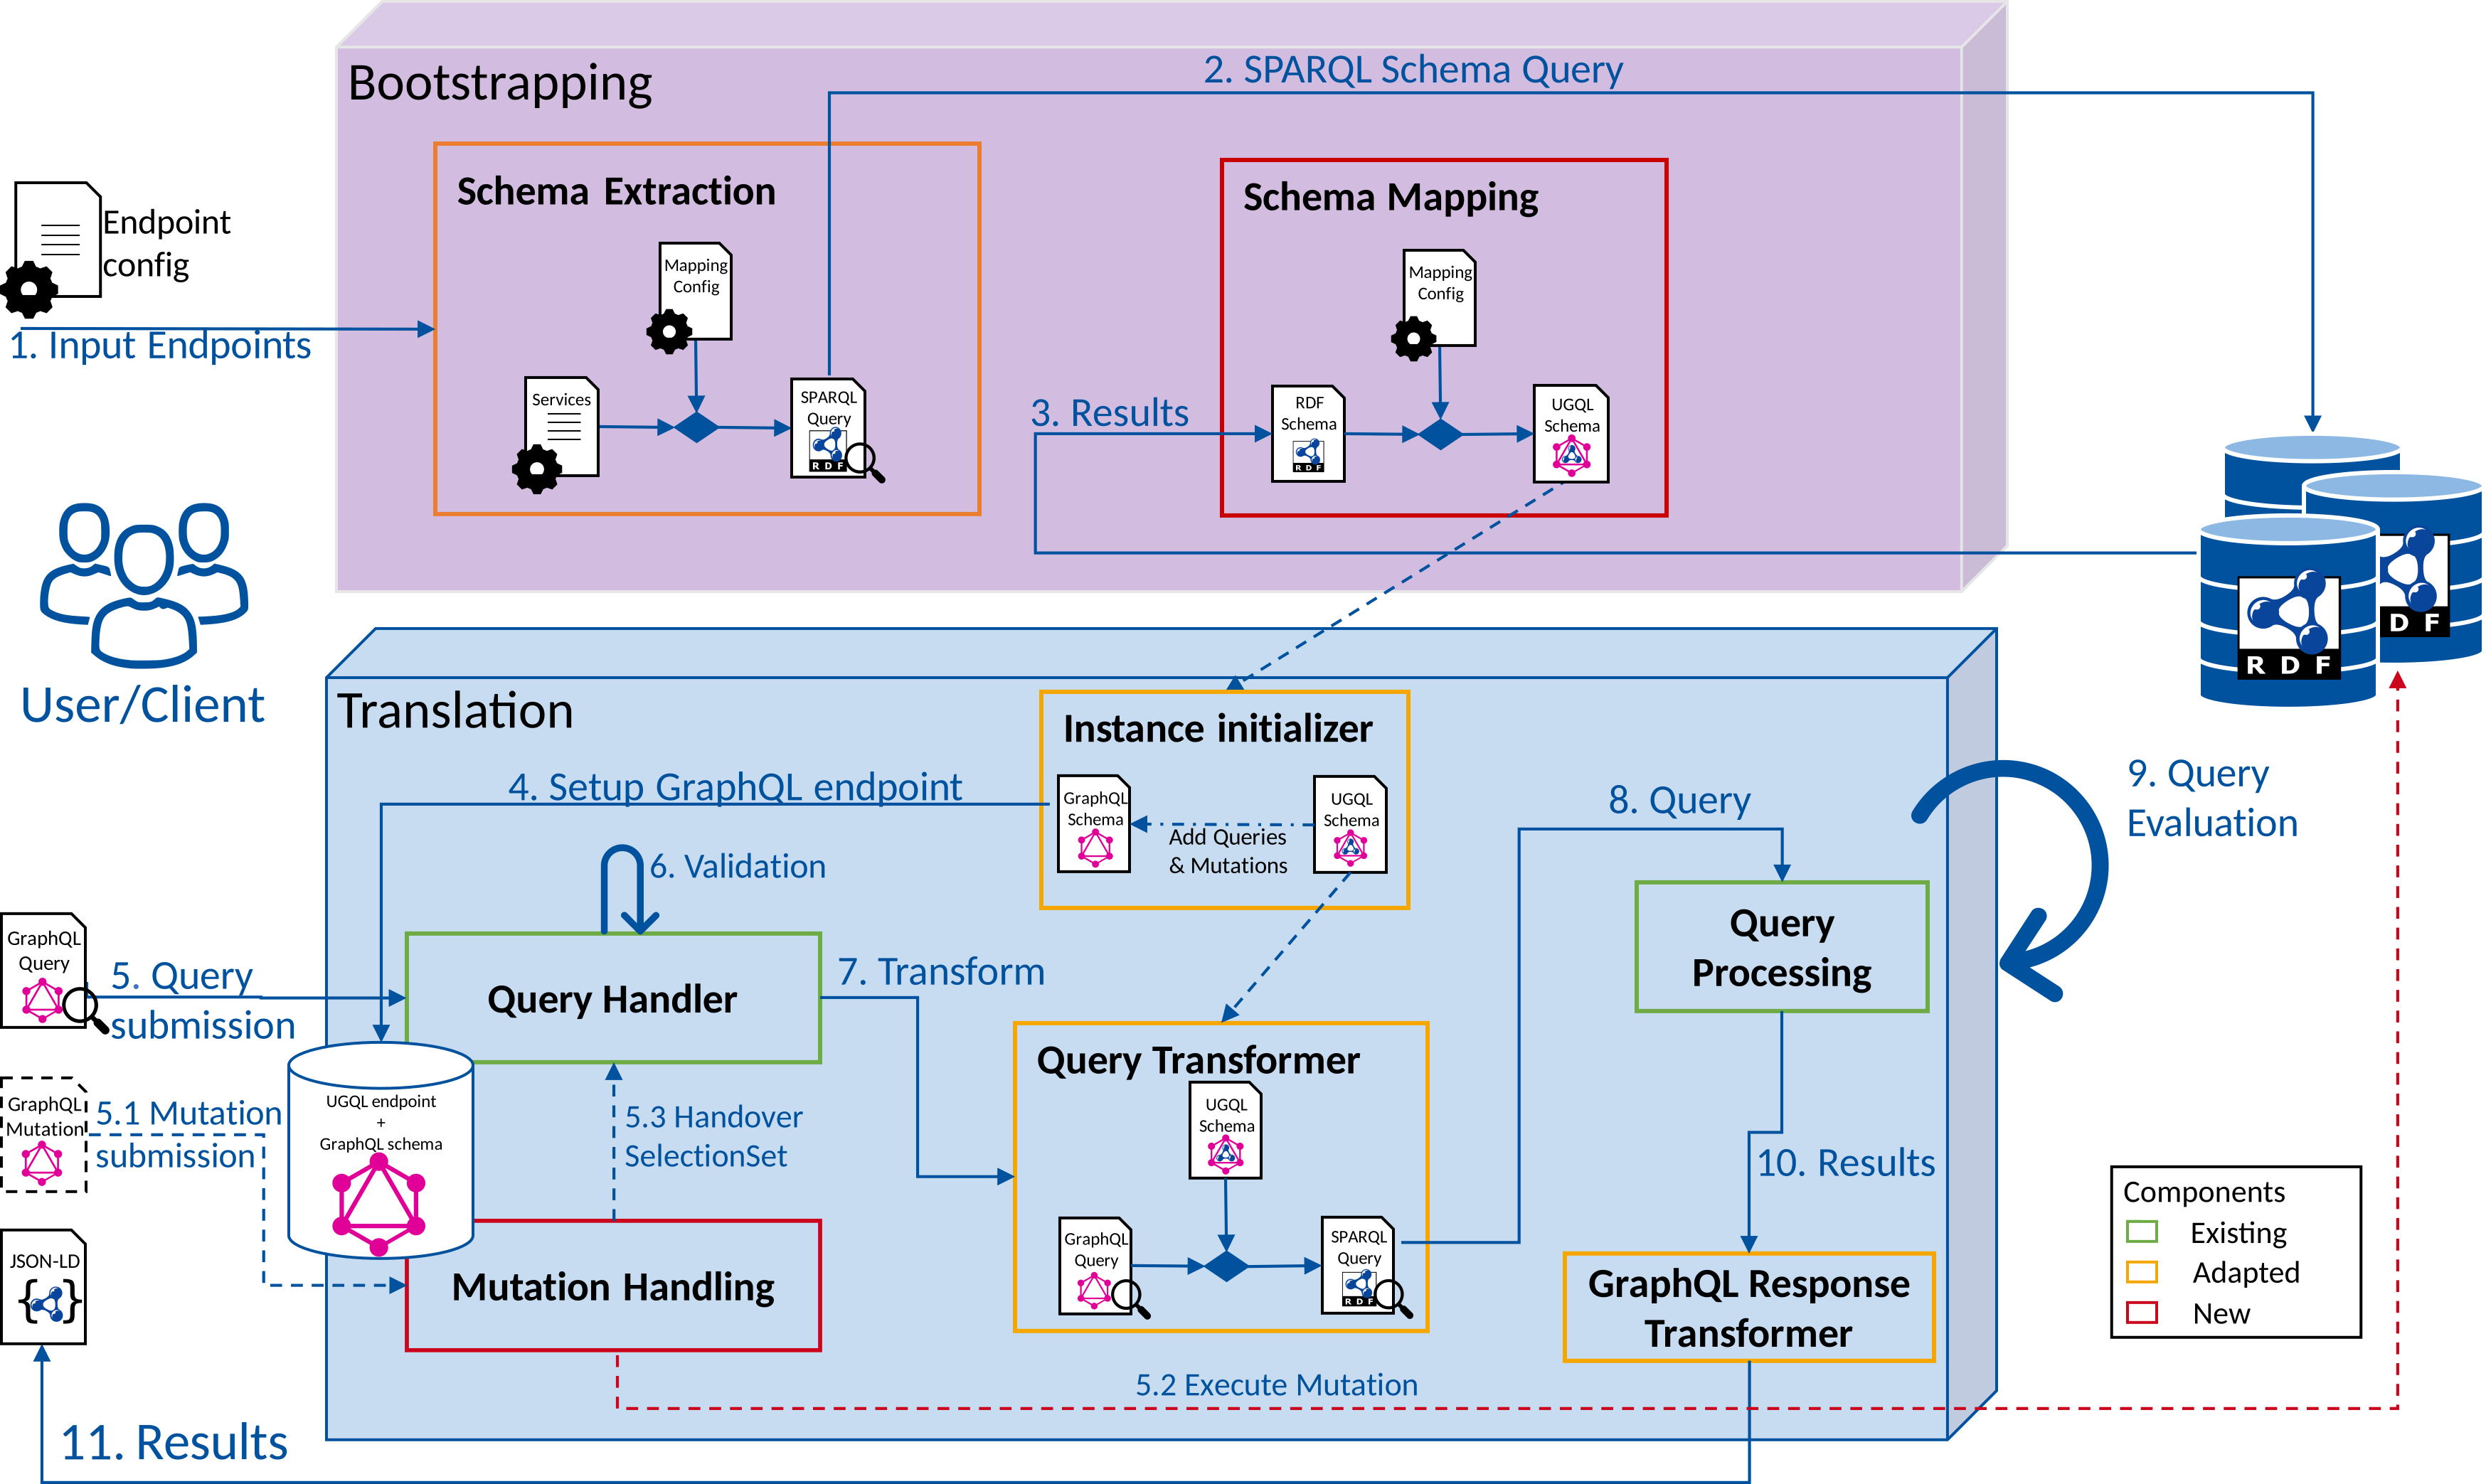 Bootstrapping
2. SPARQL Schema Query
Schema Extraction
Mapping
Config
Services
SPARQL
Query
RDF
Schema Mapping
Mapping
Config
RDF
Schema
RDF
UGQL
Schema
Endpoint
config
1. Input Endpoints
3. Results
User/Client
RDF
DF
Translation
Instance initializer
GraphQL
Schema
Add Queries
& Mutations
UGQL
Schema
4. Setup GraphQL endpoint
6. Validation
8. Query
9. Query
Evaluation
GraphQL
Query
5. Query
submission
Query Handler
7. Transform
Query
Processing
GraphQL
Mutation
5.1 Mutation
submission
UGQL endpoint
+
GraphQL schema
5.3 Handover
SelectionSet
Query Transformer
UGQL
Schema
GraphQL
Query
SPARQL
Query
RDF
10. Results
JSON-LD
{ }
Mutation Handling
GraphQL Response
Transformer
5.2 Execute Mutation
11. Results
Components
Existing
Adapted
New